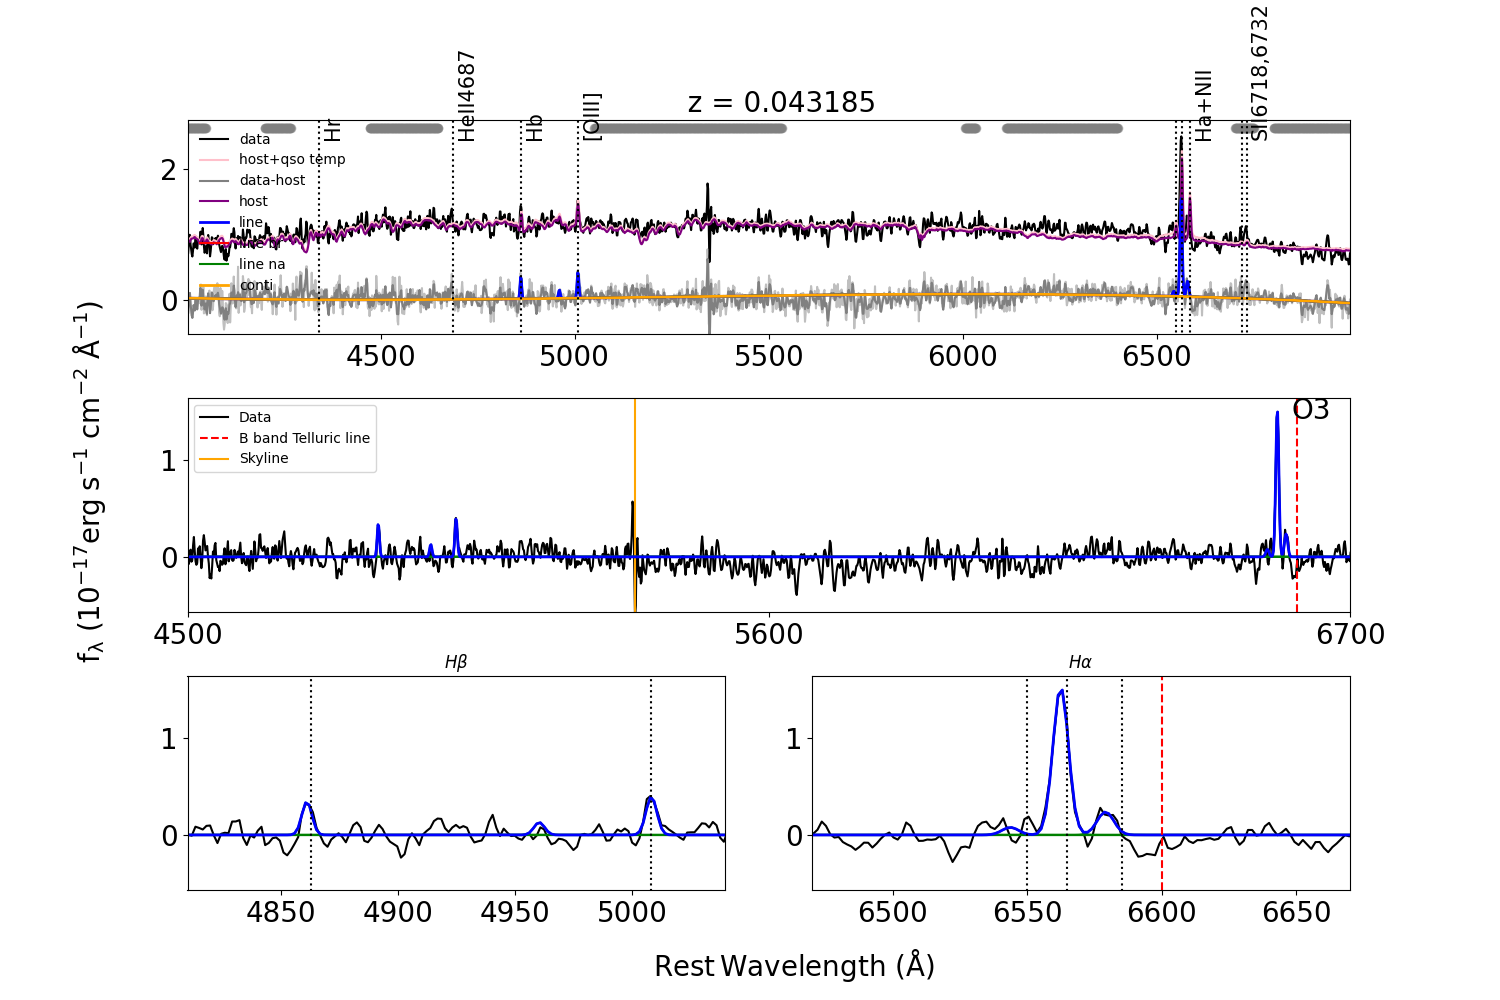 z = 0.043185
Hr
HeII4687
Hb
[OIII]
Ha+NII
SII6718,6732
data
host+qso temp
data-host
host
line
line na
conti
2
0
4500
5000
5500
6000
6500
fλ (10⁻¹⁷erg s⁻¹ cm⁻² Å⁻¹)
Data
B band Telluric line
Skyline
O3
1
0
4500
5600
6700
Hβ
1
0
4850
4900
4950
5000
Hα
1
0
6500
6550
6600
6650
Rest Wavelength (Å)